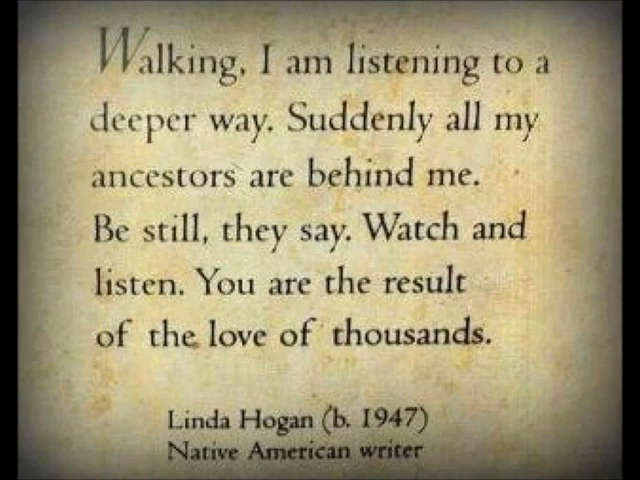 Walking, I am listening to a
deeper way. Suddenly all my
ancestors are behind me.
Be still, they say. Watch and
listen. You are the result
of the love of thousands.
Linda Hogan (b. 1947)
Native American writer